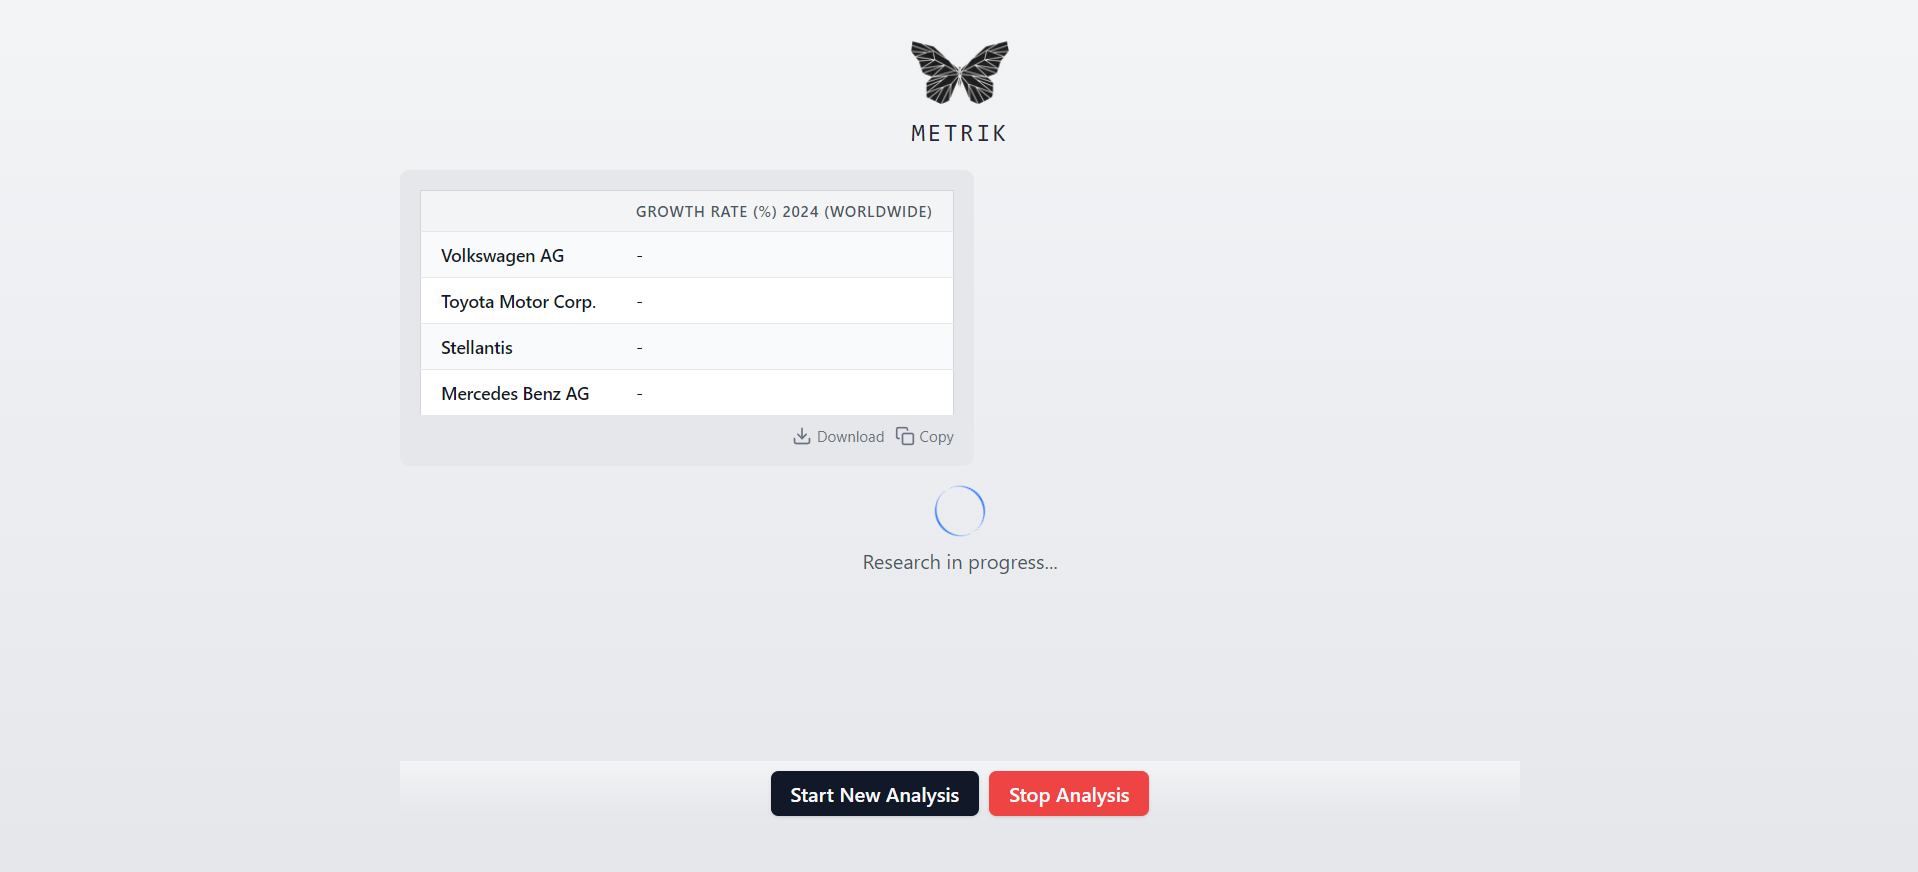 METRIK
GROWTH RATE (%) 2024 (WORLDWIDE)
Volkswagen AG -
Toyota Motor Corp. -
Stellantis -
Mercedes Benz AG -
Download Copy
Research in progress...
Start New Analysis Stop Analysis